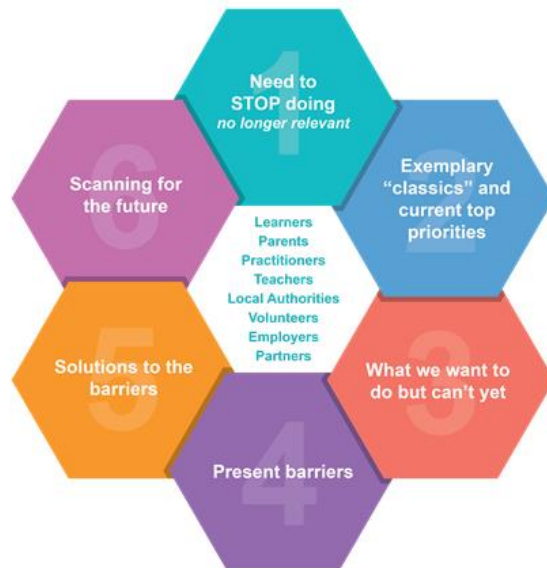 1
Need to
STOP doing
no longer relevant
2
Exemplary
“classics” and
current top
priorities
3
What we want to
do but can’t yet
4
Present barriers
5
Solutions to the
barriers
6
Scanning for
the future
Learners
Parents
Practitioners
Teachers
Local Authorities
Volunteers
Employers
Partners